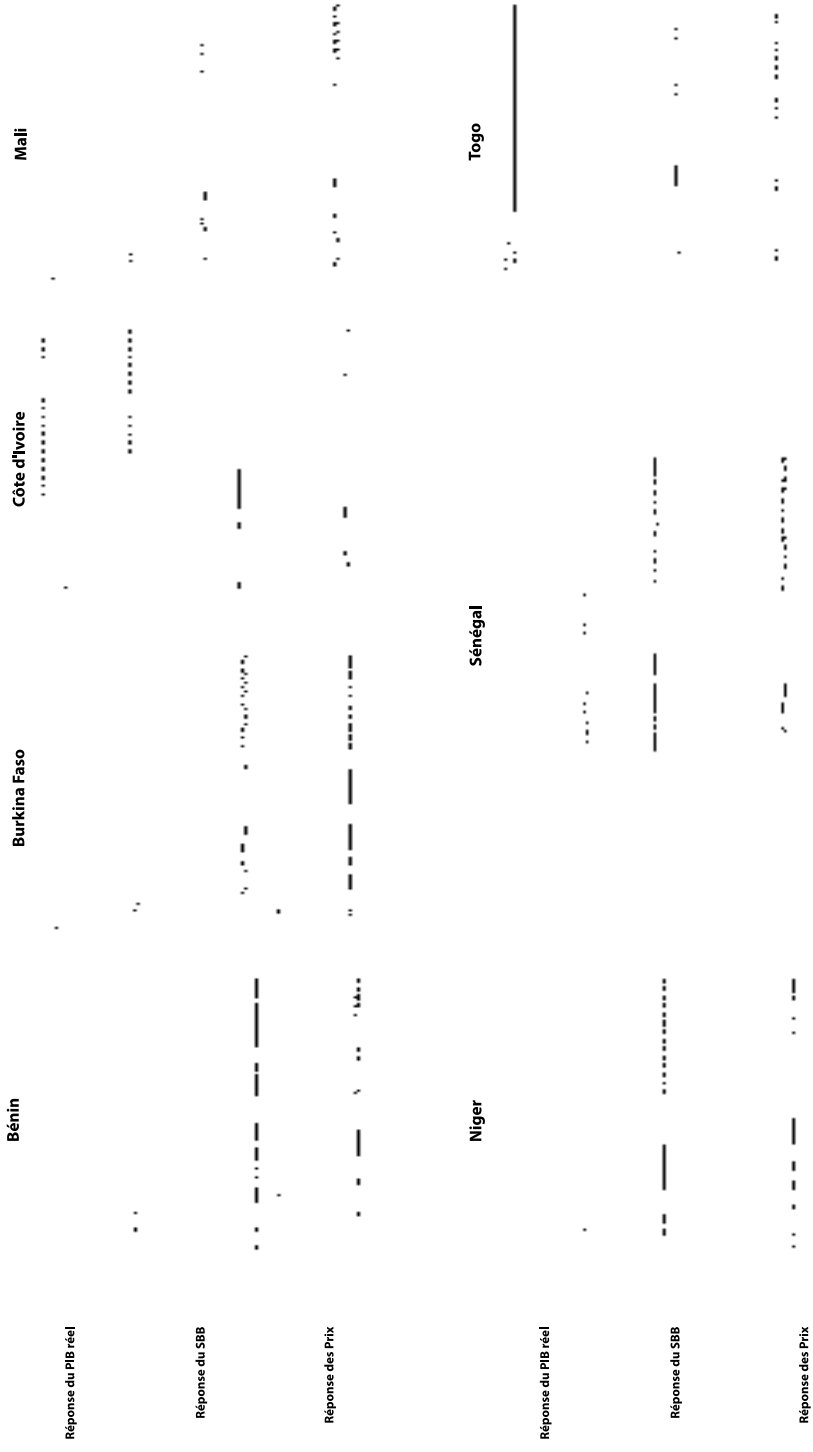 Bénin
Burkina Faso
Côte d'Ivoire
Mali
Réponse du PIB réel
Réponse du SBB
Réponse des Prix
Niger
Sénégal
Togo
Réponse du PIB réel
Réponse du SBB
Réponse des Prix